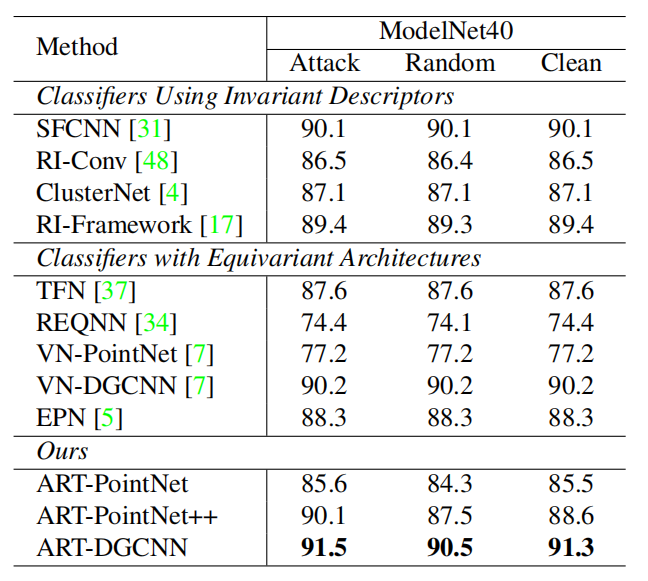 Method
ModelNet40
Attack Random Clean
Classifiers Using Invariant Descriptors
SFCNN [31] 90.1 90.1 90.1
RI-Conv [48] 86.5 86.4 86.5
ClusterNet [4] 87.1 87.1 87.1
RI-Framework [17] 89.4 89.3 89.4
Classifiers with Equivariant Architectures
TFN [37] 87.6 87.6 87.6
REQNN [34] 74.4 74.1 74.4
VN-PointNet [7] 77.2 77.2 77.2
VN-DGCNN [7] 90.2 90.2 90.2
EPN [5] 88.3 88.3 88.3
Ours
ART-PointNet 85.6 84.3 85.5
ART-PointNet++ 90.1 87.5 88.6
ART-DGCNN 91.5 90.5 91.3